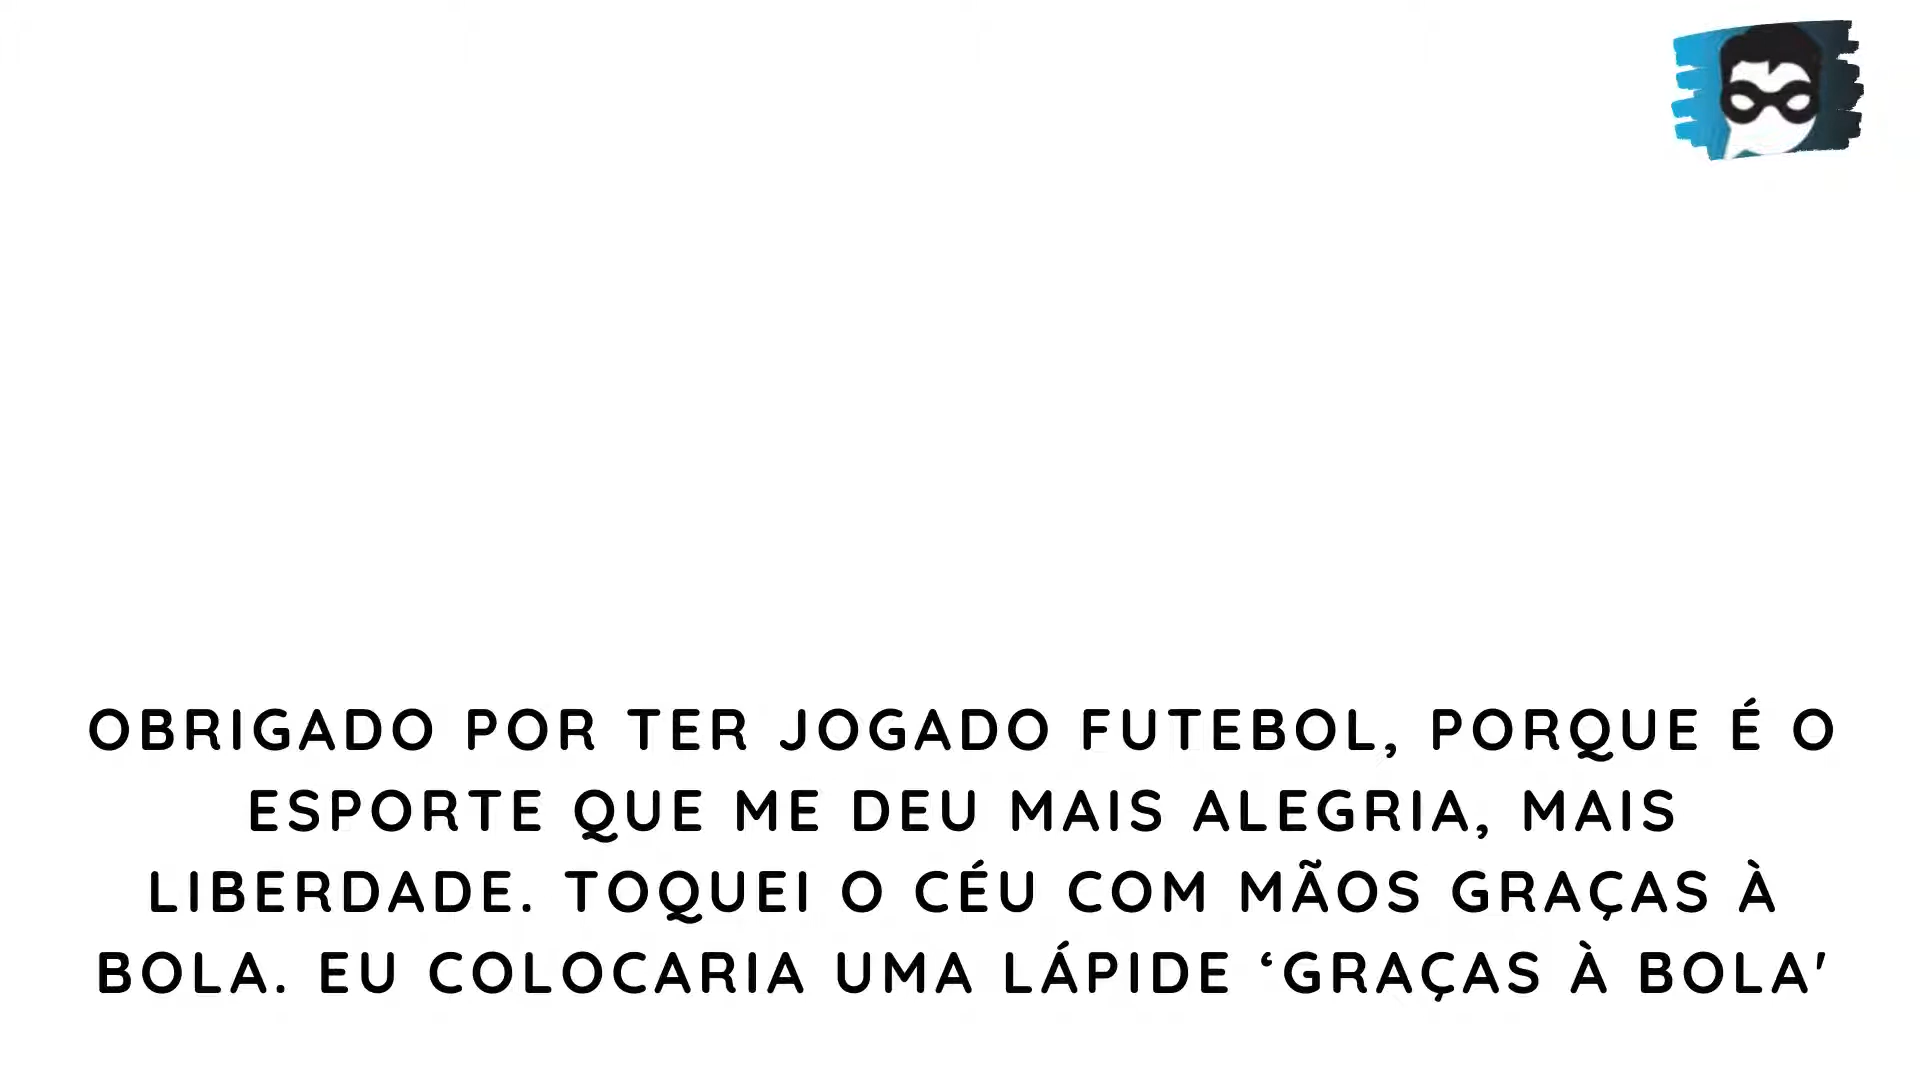 OBRIGADO POR TER JOGADO FUTEBOL, PORQUE É O
ESPORTE QUE ME DEU MAIS ALEGRIA, MAIS
LIBERDADE. TOQUEI O CÉU COM MÃOS GRAÇAS À
BOLA. EU COLOCARIA UMA LÁPIDE ‘GRAÇAS À BOLA'